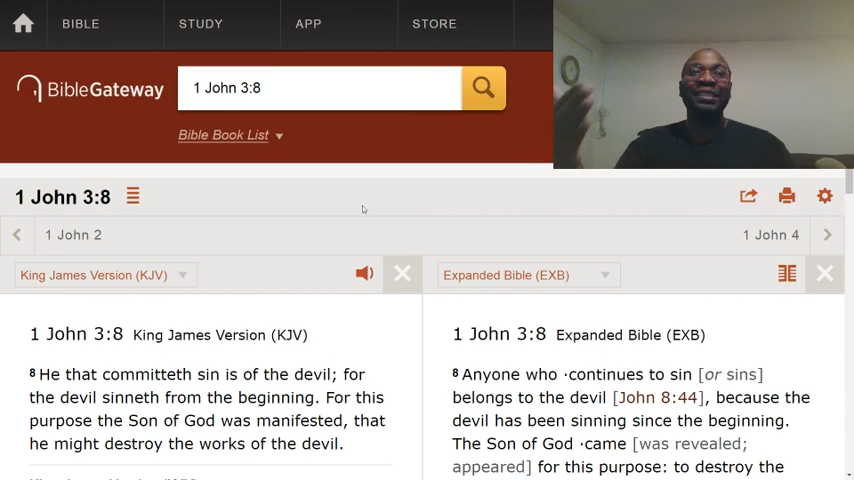 BIBLE STUDY APP STORE
BibleGateway
1 John 3:8
Bible Book List
1 John 3:8
1 John 2
1 John 4
King James Version (KJV)
Expanded Bible (EXB)
1 John 3:8 King James Version (KJV)
8 He that committeth sin is of the devil; for
the devil sinneth from the beginning. For this
purpose the Son of God was manifested, that
he might destroy the works of the devil.
1 John 3:8 Expanded Bible (EXB)
8 Anyone who ·continues to sin [or sins]
belongs to the devil [John 8:44], because the
devil has been sinning since the beginning.
The Son of God ·came [was revealed;
appeared] for this purpose: to destroy the